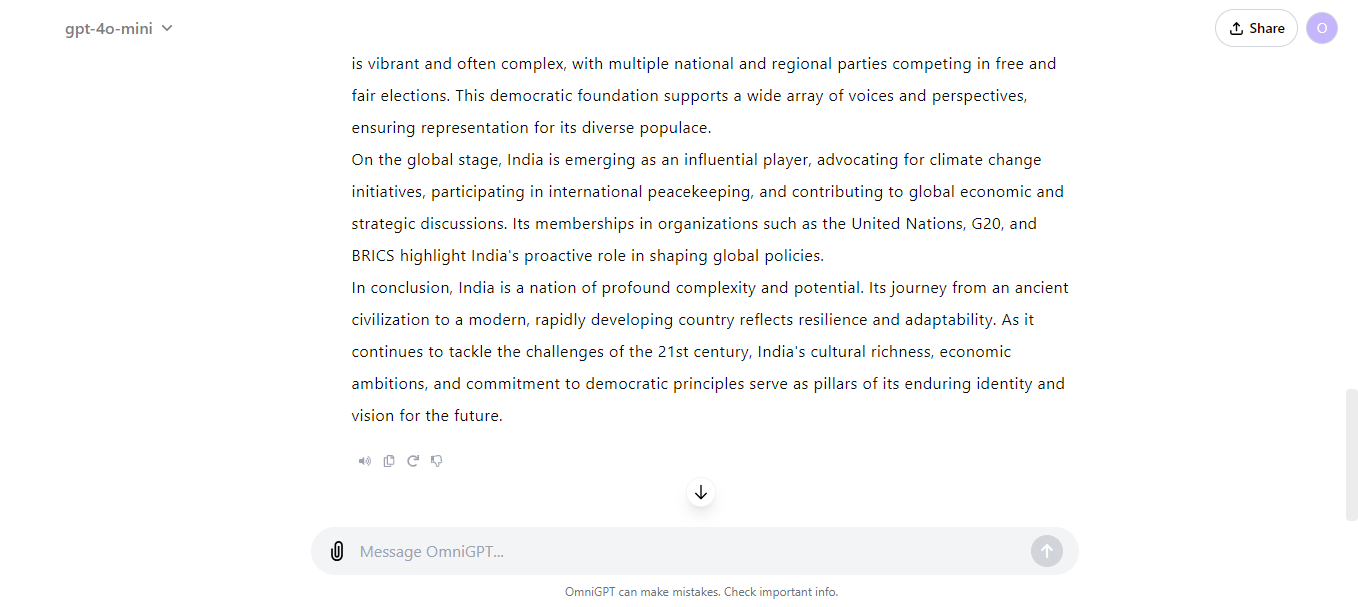 gpt-4o-mini
Share
O
is vibrant and often complex, with multiple national and regional parties competing in free and
fair elections. This democratic foundation supports a wide array of voices and perspectives,
ensuring representation for its diverse populace.
On the global stage, India is emerging as an influential player, advocating for climate change
initiatives, participating in international peacekeeping, and contributing to global economic and
strategic discussions. Its memberships in organizations such as the United Nations, G20, and
BRICS highlight India's proactive role in shaping global policies.
In conclusion, India is a nation of profound complexity and potential. Its journey from an ancient
civilization to a modern, rapidly developing country reflects resilience and adaptability. As it
continues to tackle the challenges of the 21st century, India's cultural richness, economic
ambitions, and commitment to democratic principles serve as pillars of its enduring identity and
vision for the future.
Message OmniGPT...
OmniGPT can make mistakes. Check important info.